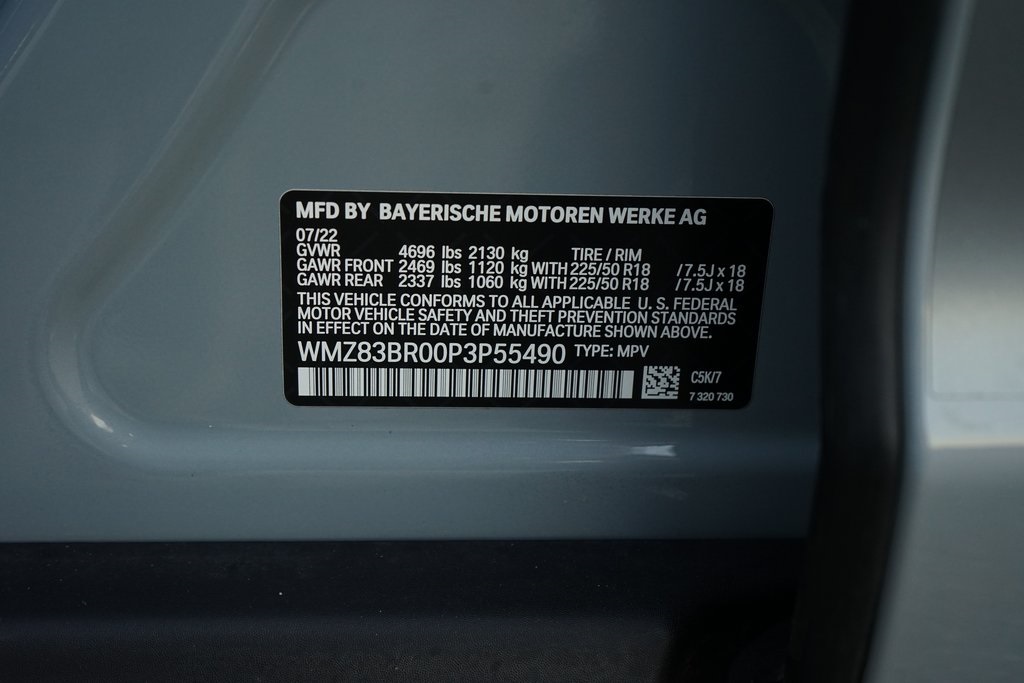 MFD BY BAYERISCHE MOTOREN WERKE AG
07/22
GVWR 4696 lbs 2130 kg TIRE / RIM
GAWR FRONT 2469 lbs 1120 kg WITH 225/50 R18 / 7.5J x 18
GAWR REAR 2337 lbs 1060 kg WITH 225/50 R18 / 7.5J x 18
THIS VEHICLE CONFORMS TO ALL APPLICABLE U. S. FEDERAL
MOTOR VEHICLE SAFETY AND THEFT PREVENTION STANDARDS
IN EFFECT ON THE DATE OF MANUFACTURE SHOWN ABOVE.
WMZ83BR00P3P55490 TYPE: MPV
C5K/7
7 320 730